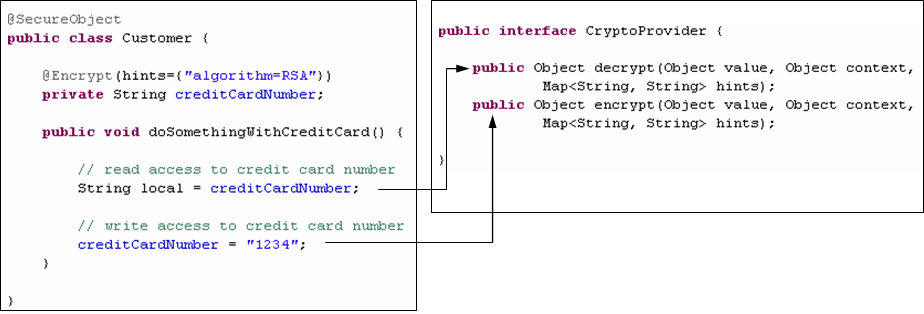 @SecureObject
public class Customer {
@Encrypt(hints={"algorithm=RSA"})
private String creditCardNumber;
public void doSomethingWithCreditCard() {
// read access to credit card number
String local = creditCardNumber;
// write access to credit card number
creditCardNumber = "1234";
}
}
public interface CryptoProvider {
public Object decrypt(Object value, Object context,
Map<String, String> hints);
public Object encrypt(Object value, Object context,
Map<String, String> hints);
}